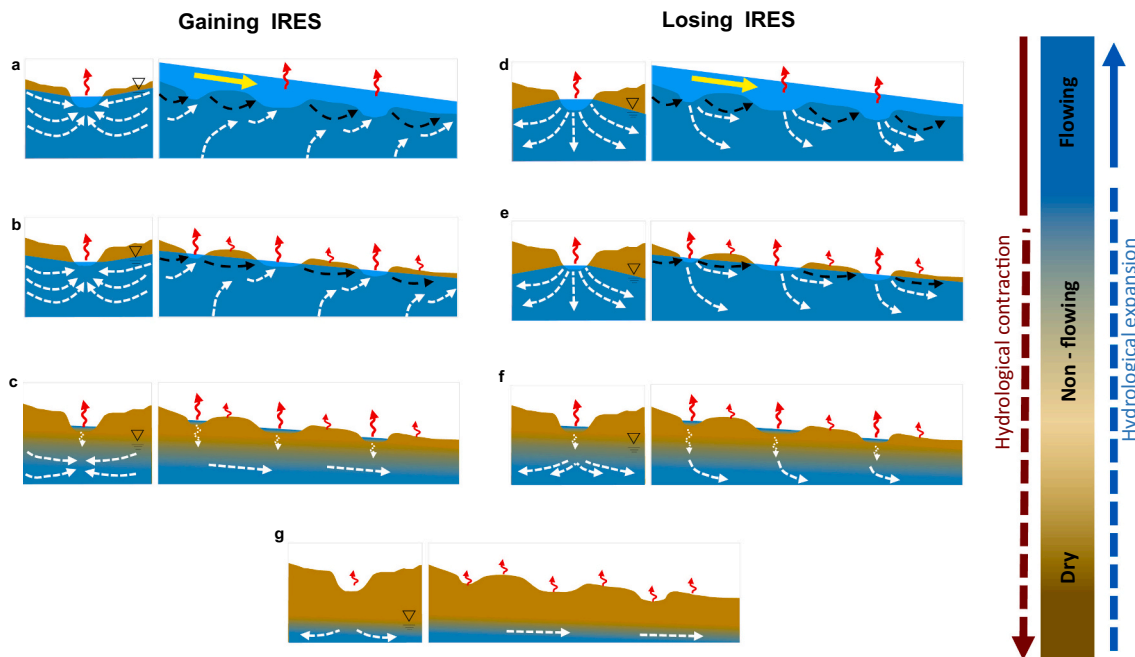 Gaining IRES
Losing IRES
a
d
b
e
c
f
g
Hydrological contraction
Flowing
Non - flowing
Dry
Hydrological expansion